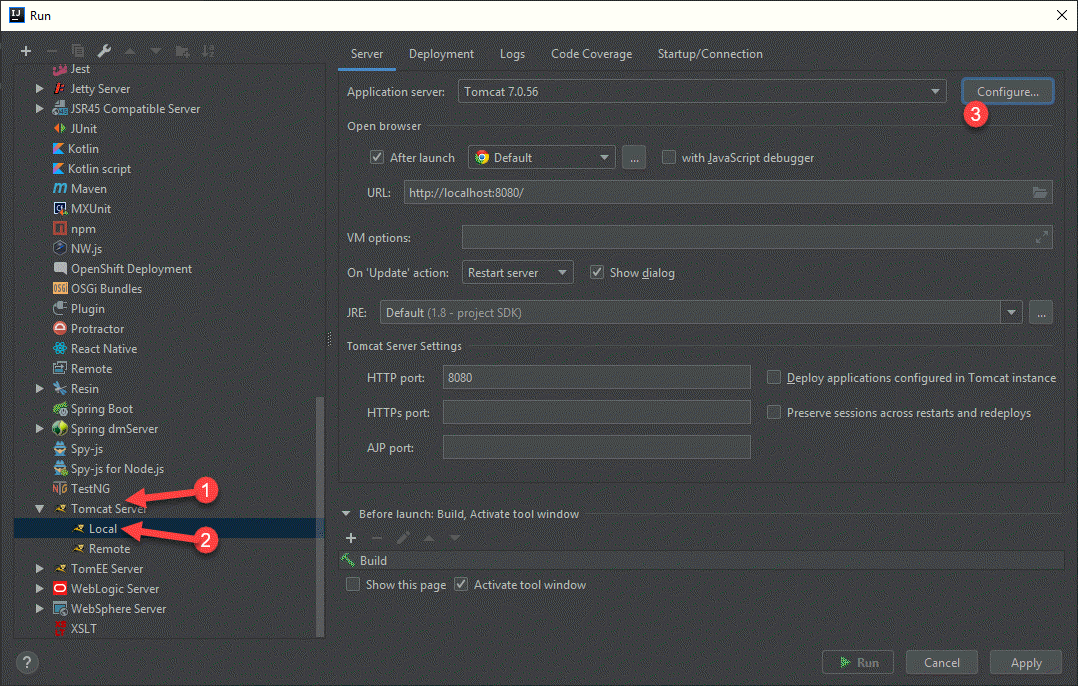 IJ Run
Jest
Jetty Server
JSR45 Compatible Server
JUnit
Kotlin
Kotlin script
Maven
MXUnit
npm
NW.js
OpenShift Deployment
OSGi Bundles
Plugin
Protractor
React Native
Remote
Resin
Spring Boot
Spring dmServer
Spy-js
Spy-js for Node.js
TestNG
Tomcat Server
1
Local
2
Remote
TomEE Server
WebLogic Server
WebSphere Server
XSLT
?
Server Deployment Logs Code Coverage Startup/Connection
Application server: Tomcat 7.0.56 Configure...
3
Open browser
After launch Default ... with JavaScript debugger
URL: http://localhost:8080/
VM options:
On 'Update' action: Restart server Show dialog
JRE: Default (1.8 - project SDK) ...
Tomcat Server Settings
HTTP port: 8080 Deploy applications configured in Tomcat instance
HTTPs port: Preserve sessions across restarts and redeploys
AJP port:
Before launch: Build, Activate tool window
Build
Show this page Activate tool window
Run Cancel Apply